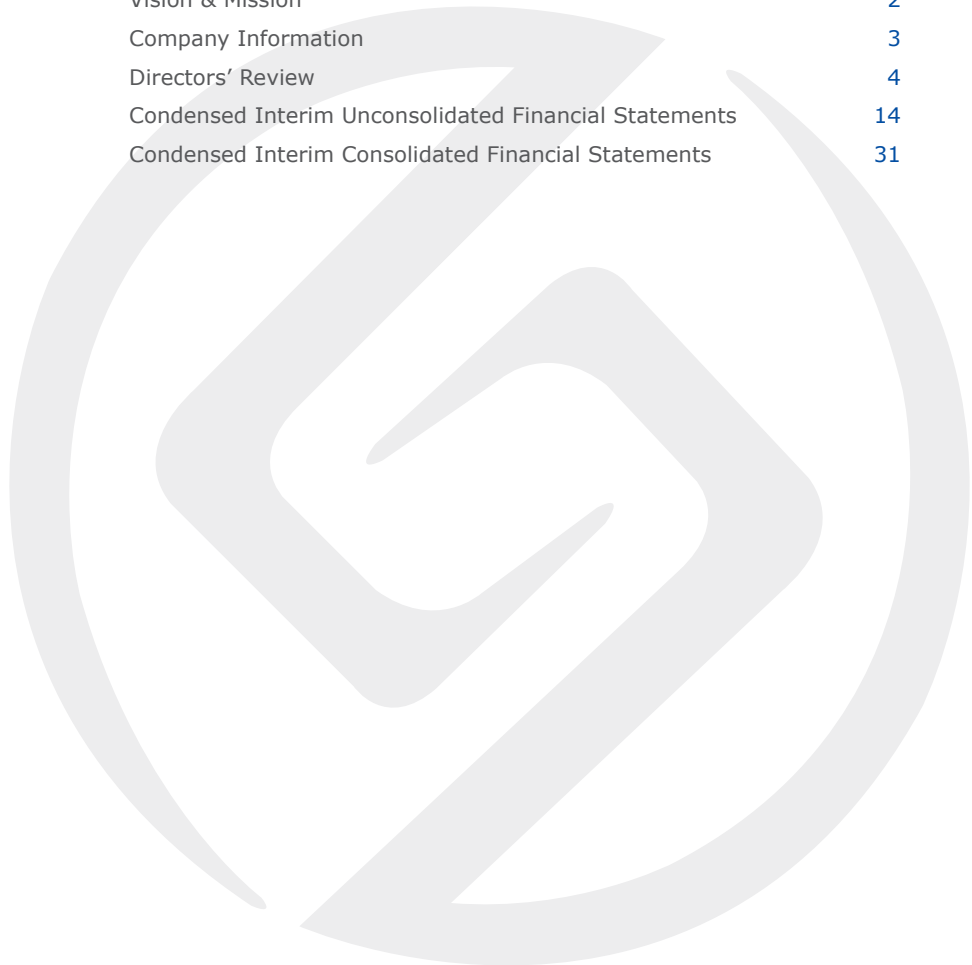 Vision & Mission 2
Company Information 3
Directors’ Review 4
Condensed Interim Unconsolidated Financial Statements 14
Condensed Interim Consolidated Financial Statements 31